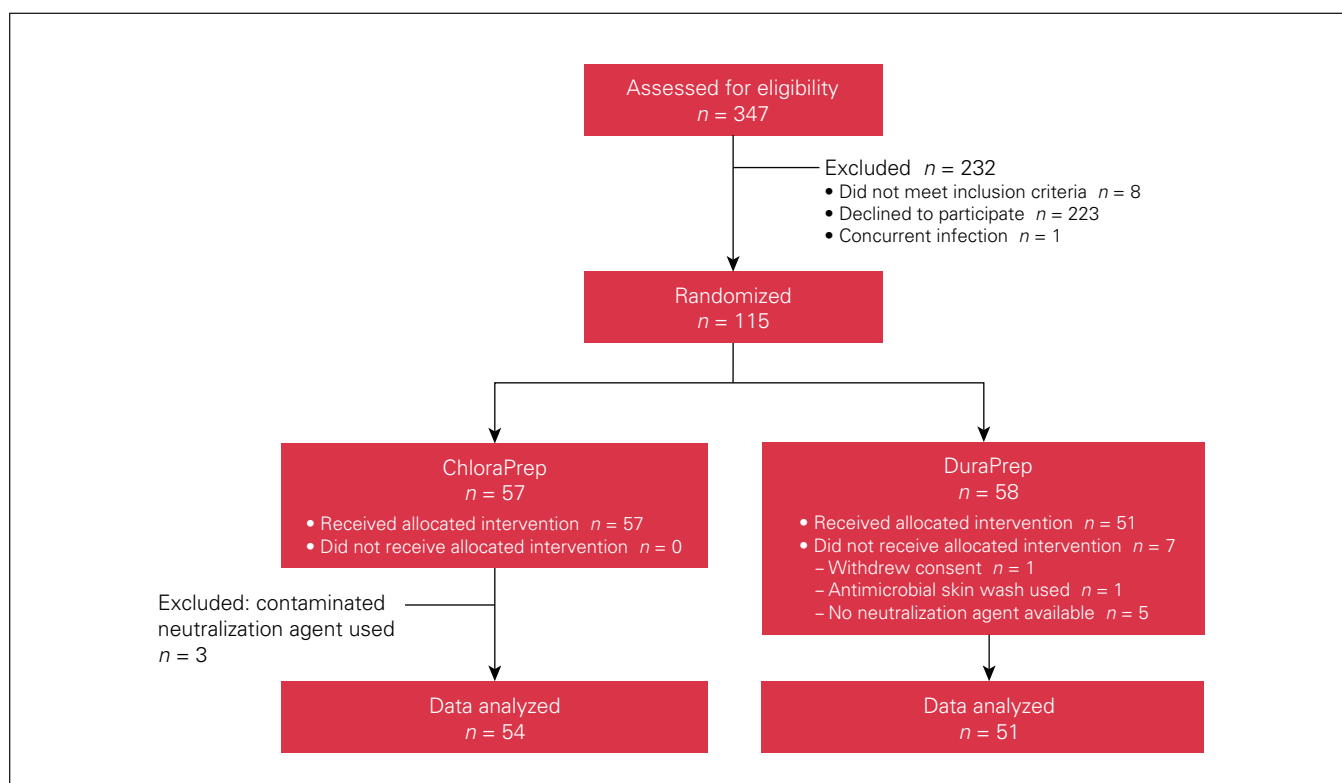 Assessed for eligibility
n = 347
Excluded n = 232
• Did not meet inclusion criteria n = 8
• Declined to participate n = 223
• Concurrent infection n = 1
Randomized
n = 115
ChloraPrep
n = 57
• Received allocated intervention n = 57
• Did not receive allocated intervention n = 0
DuraPrep
n = 58
• Received allocated intervention n = 51
• Did not receive allocated intervention n = 7
– Withdrew consent n = 1
– Antimicrobial skin wash used n = 1
– No neutralization agent available n = 5
Excluded: contaminated
neutralization agent used
n = 3
Data analyzed
n = 54
Data analyzed
n = 51